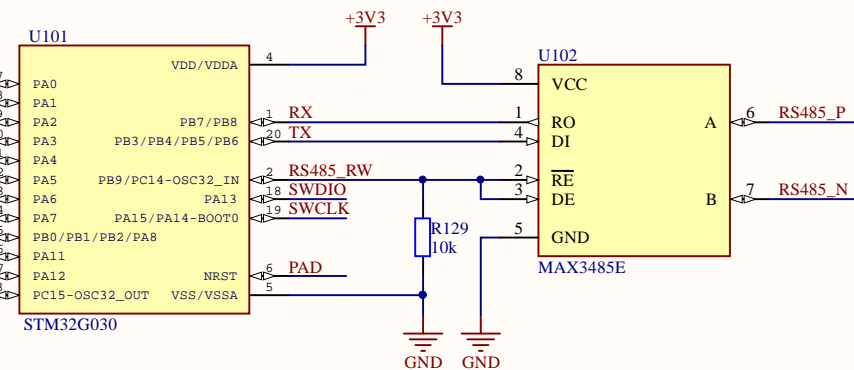 +3V3
+3V3
U101
U102
VDD/VDDA
4
8
VCC
PA0
PA1
PA2
PB7/PB8
1
RX
1
RO
A
6
RS485_P
PA3
PB3/PB4/PB5/PB6
20
TX
4
DI
PA4
PA5
PB9/PC14-OSC32_IN
2
RS485_RW
2
RE
PA6
PA13
18
SWDIO
3
DE
B
7
RS485_N
PA7
PA15/PA14-BOOT0
19
SWCLK
PB0/PB1/PB2/PA8
R129
10k
5
GND
PA11
PA12
NRST
6
PAD
MAX3485E
PC15-OSC32_OUT
VSS/VSSA
5
STM32G030
GND
GND